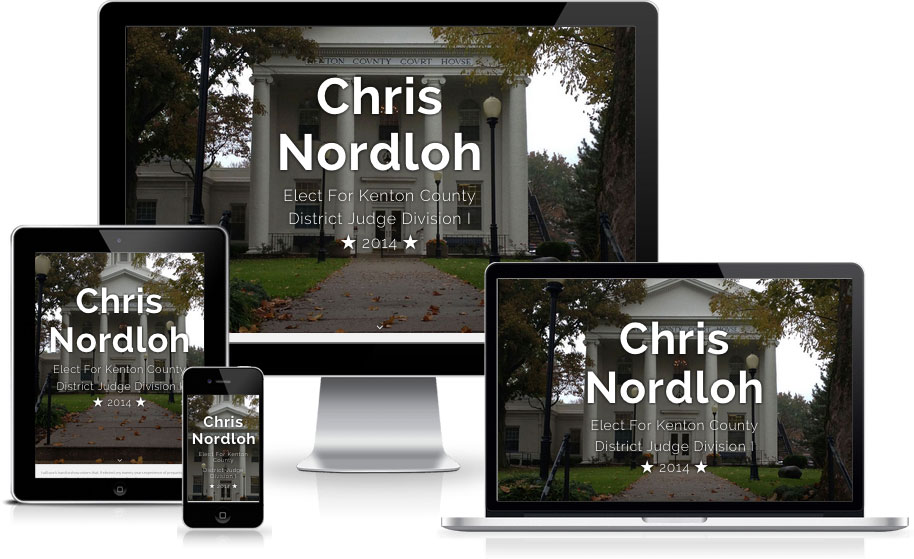 KENTON COUNTY COURT HOUSE
Chris
Nordloh
Elect For Kenton County
District Judge Division I
★ 2014 ★
Chris
Nordloh
Elect For Kenton County
District Judge Division I
★ 2014 ★
Chris
Nordloh
Elect For Kenton
County
District Judge
Division I
★ 2014 ★
Chris
Nordloh
Elect For Kenton County
District Judge Division I
★ 2014 ★